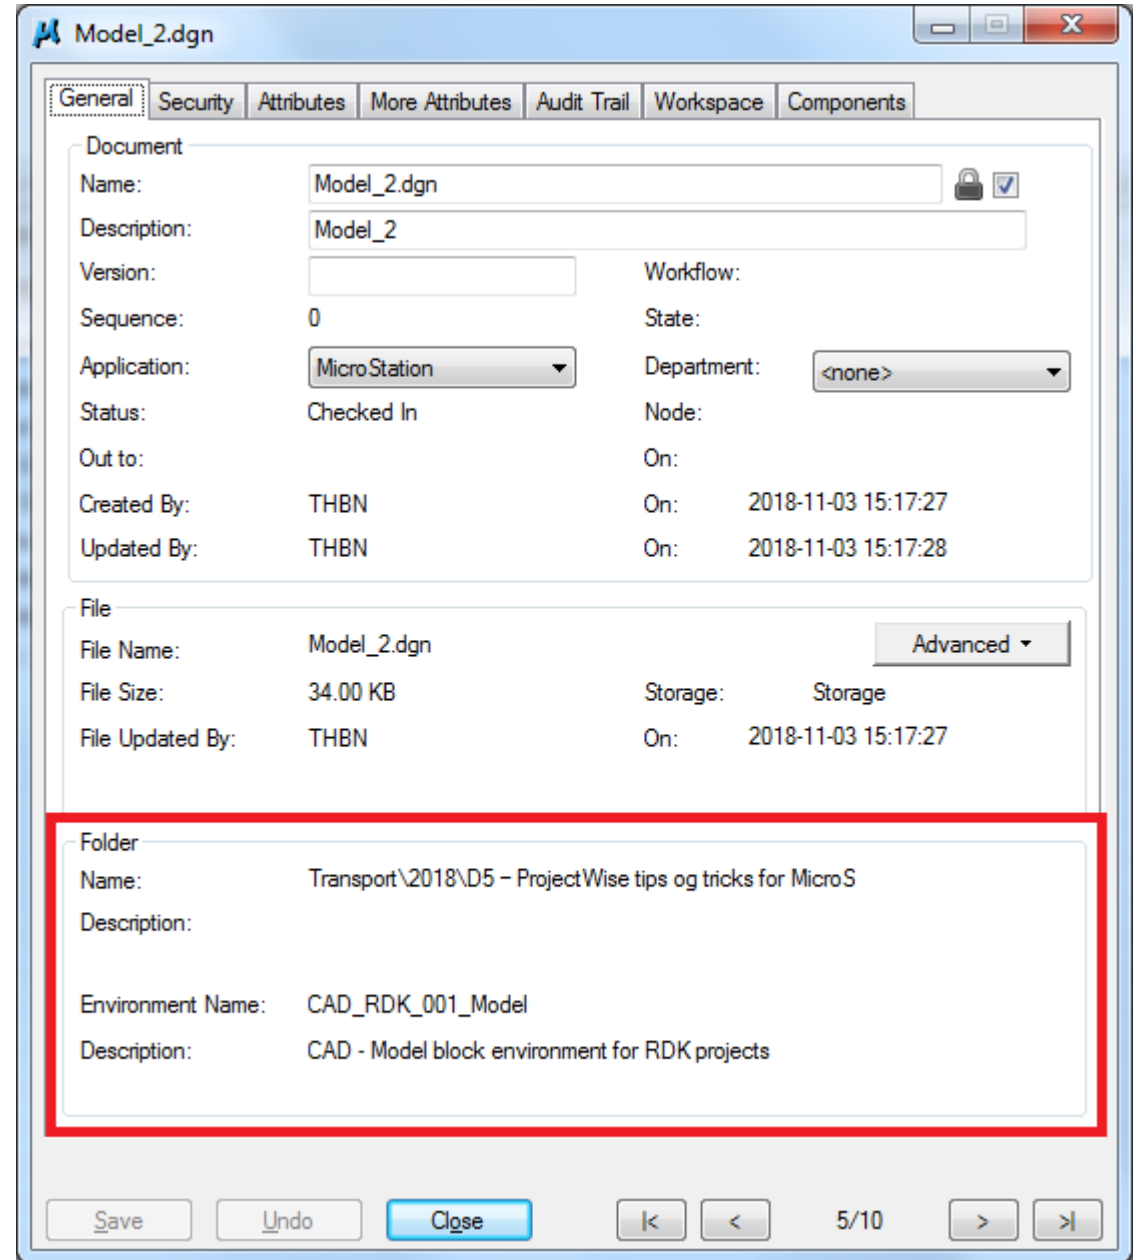 Model_2.dgn
General Security Attributes More Attributes Audit Trail Workspace Components
Document
Name: Model_2.dgn
Description: Model_2
Version: Workflow:
Sequence: 0 State:
Application: MicroStation Department: <none>
Status: Checked In Node:
Out to: On:
Created By: THBN On: 2018-11-03 15:17:27
Updated By: THBN On: 2018-11-03 15:17:28
File
File Name: Model_2.dgn Advanced
File Size: 34.00 KB Storage: Storage
File Updated By: THBN On: 2018-11-03 15:17:27
Folder
Name: Transport\2018\D5 – ProjectWise tips og tricks for MicroS
Description:
Environment Name: CAD_RDK_001_Model
Description: CAD - Model block environment for RDK projects
Save Undo Close |< < 5/10 > >|